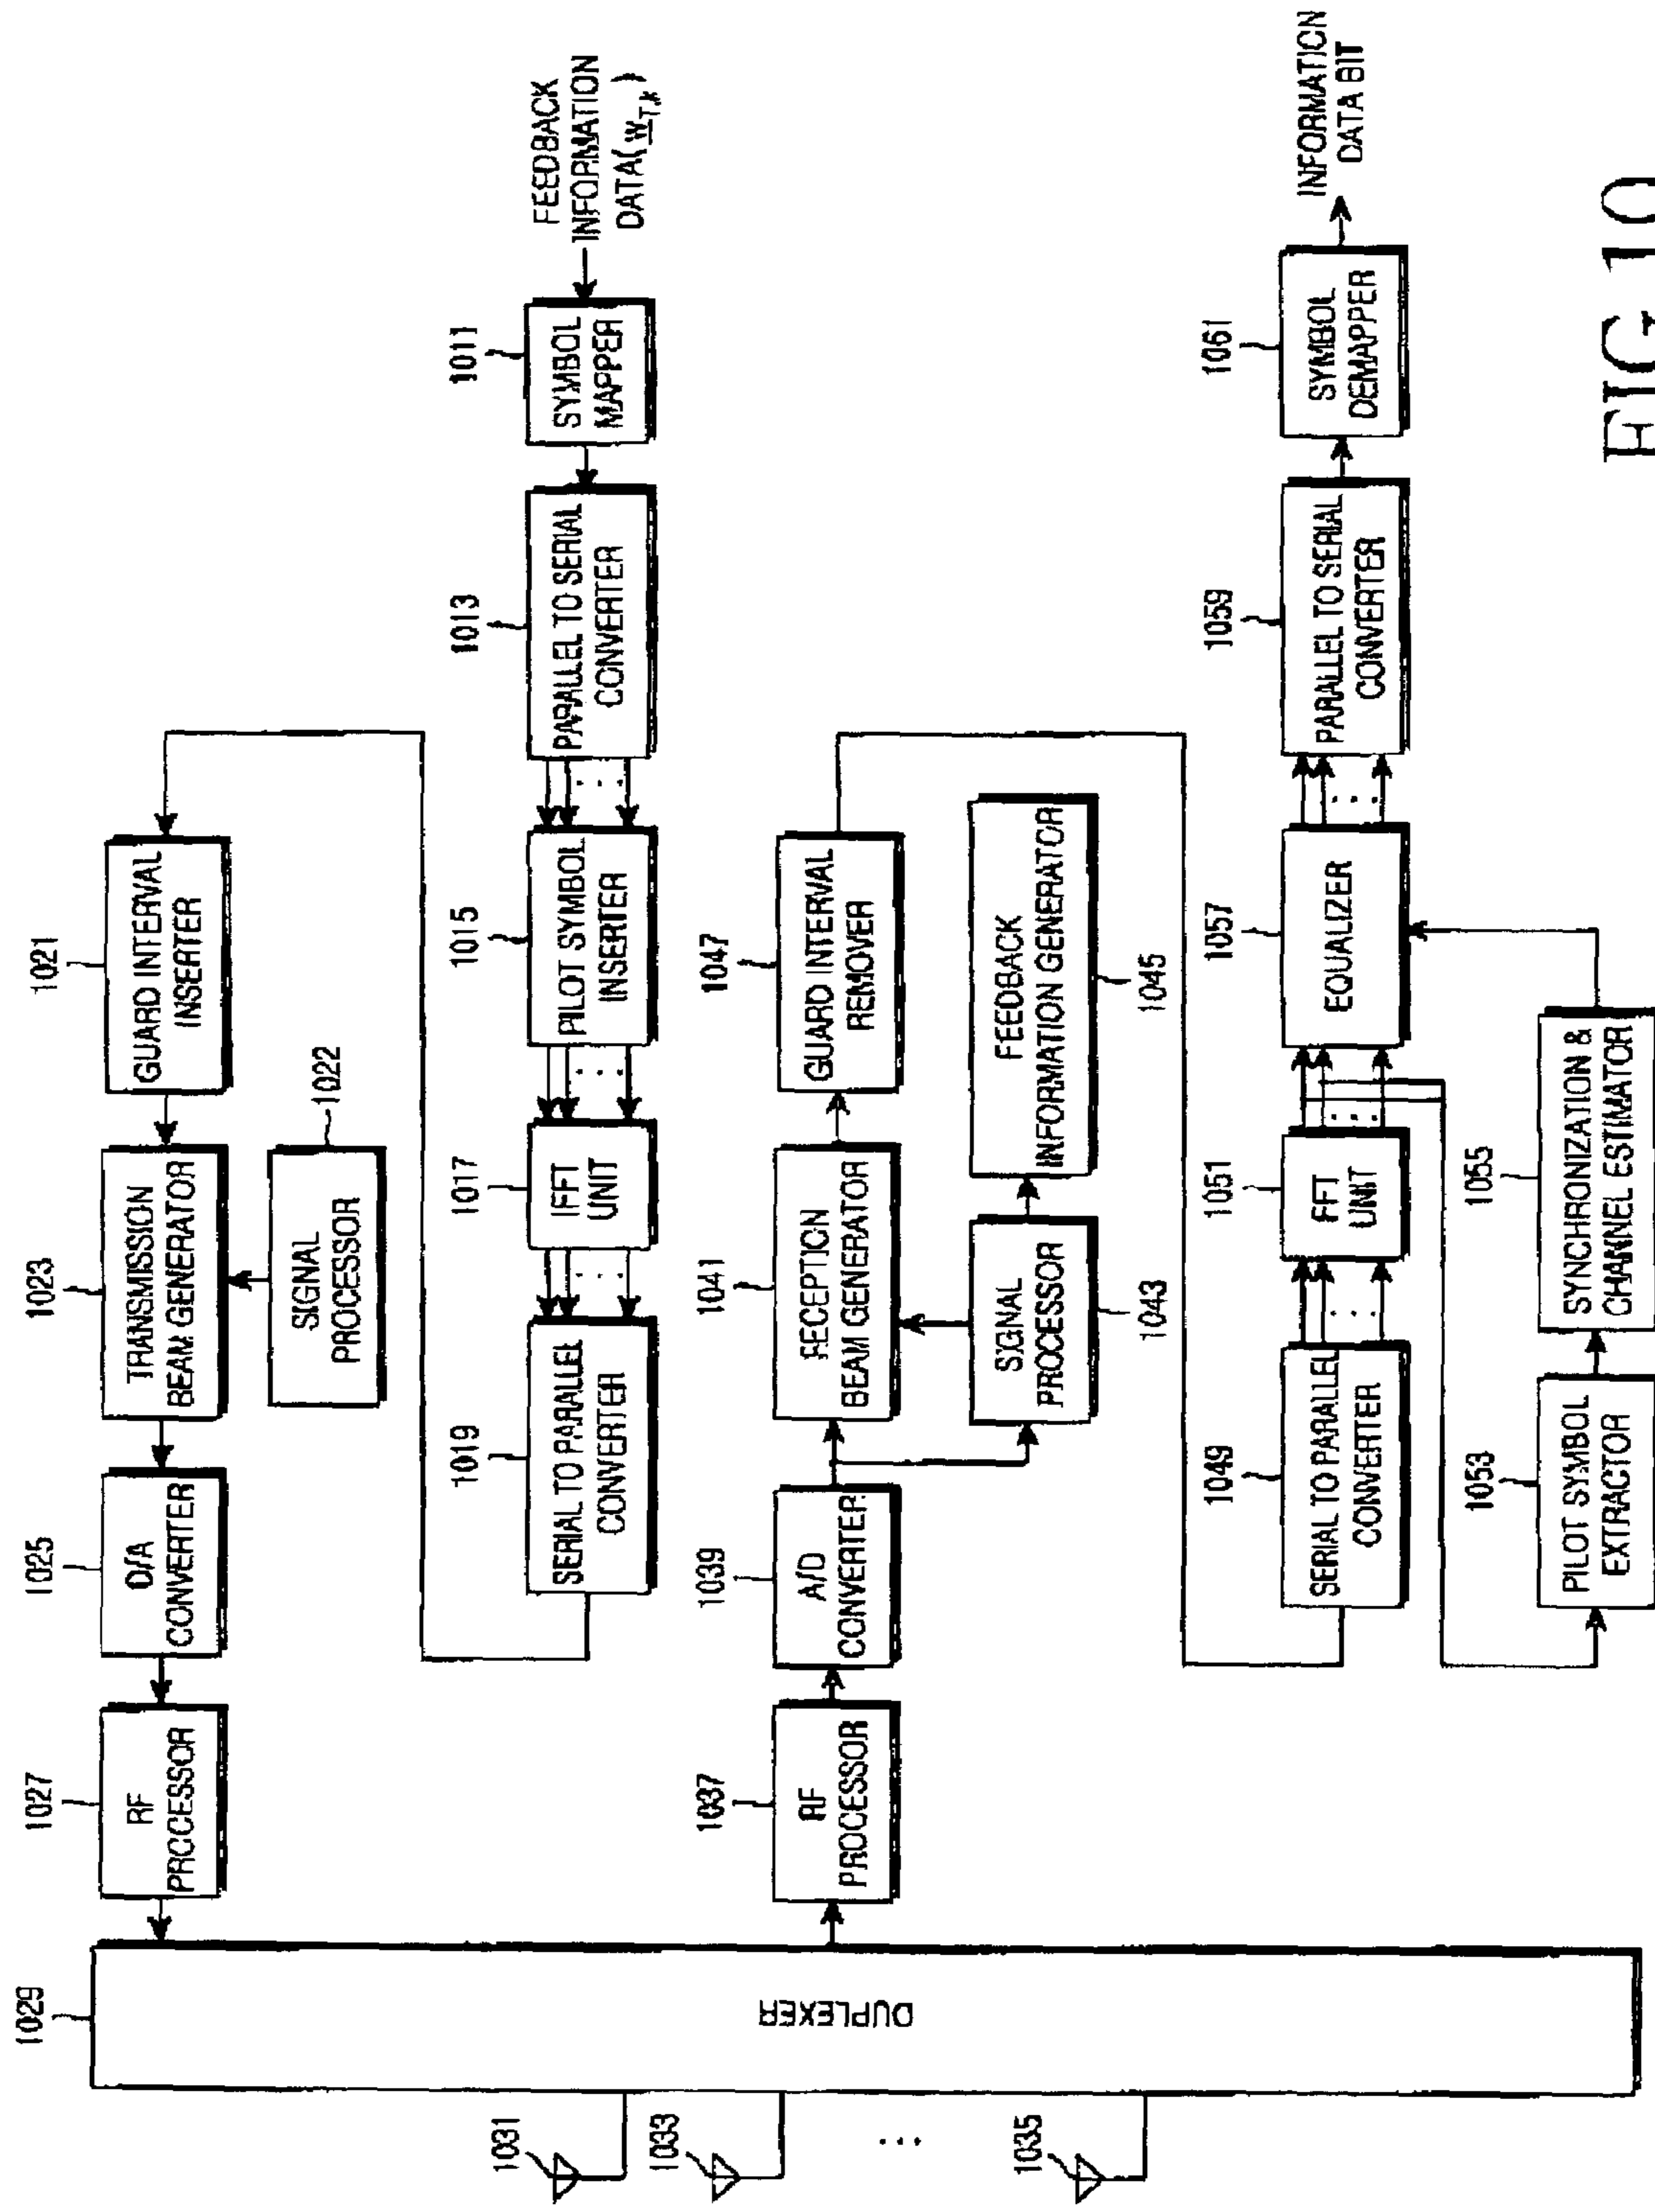 1029
1027
1025
1023
1021
DUPLEXER
RF
PROCESSOR
D/A
CONVERTER
TRANSMISSION
BEAM GENERATOR
GUARD INTERVAL
INSERTER
SIGNAL
PROCESSOR
1022
1031
1019
1017
1015
1013
1011
SERIAL TO PARALLEL
CONVERTER
IFFT
UNIT
PILOT SYMBOL
INSERTER
PARALLEL TO SERIAL
CONVERTER
SYMBOL
MAPPER
FEEDBACK
INFORMATION
DATA(W_T,k)
1033
...
1037
1039
1041
1047
RF
PROCESSOR
A/D
CONVERTER
RECEPTION
BEAM GENERATOR
GUARD INTERVAL
REMOVER
SIGNAL
PROCESSOR
FEEDBACK
INFORMATION GENERATOR
1043
1045
1035
1049
1051
1057
1059
1061
SERIAL TO PARALLEL
CONVERTER
FFT
UNIT
EQUALIZER
PARALLEL TO SERIAL
CONVERTER
SYMBOL
DEMAPPER
INFORMATION
DATA BIT
1053
1055
PILOT SYMBOL
EXTRACTOR
SYNCHRONIZATION &
CHANNEL ESTIMATOR
FIG 10